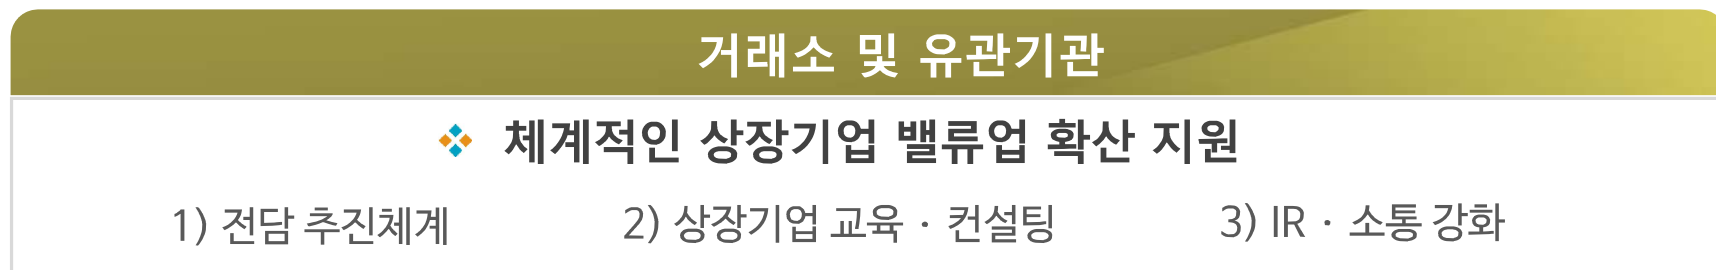 거래소 및 유관기관
체계적인 상장기업 밸류업 확산 지원
1) 전담 추진체계 2) 상장기업 교육 · 컨설팅 3) IR · 소통 강화